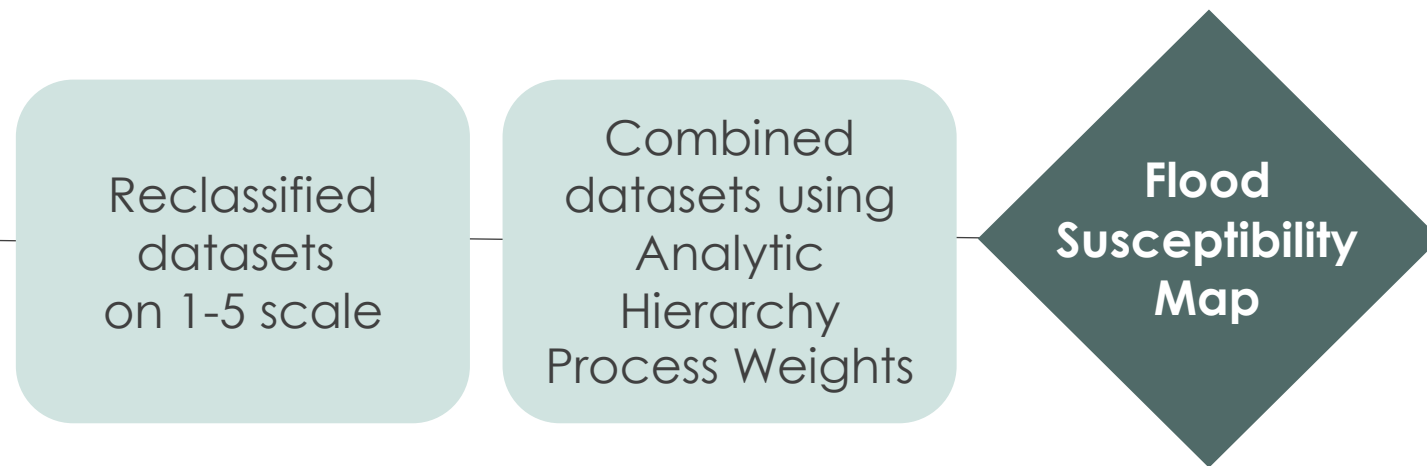 Reclassified
datasets
on 1-5 scale
Combined
datasets using
Analytic
Hierarchy
Process Weights
Flood
Susceptibility
Map